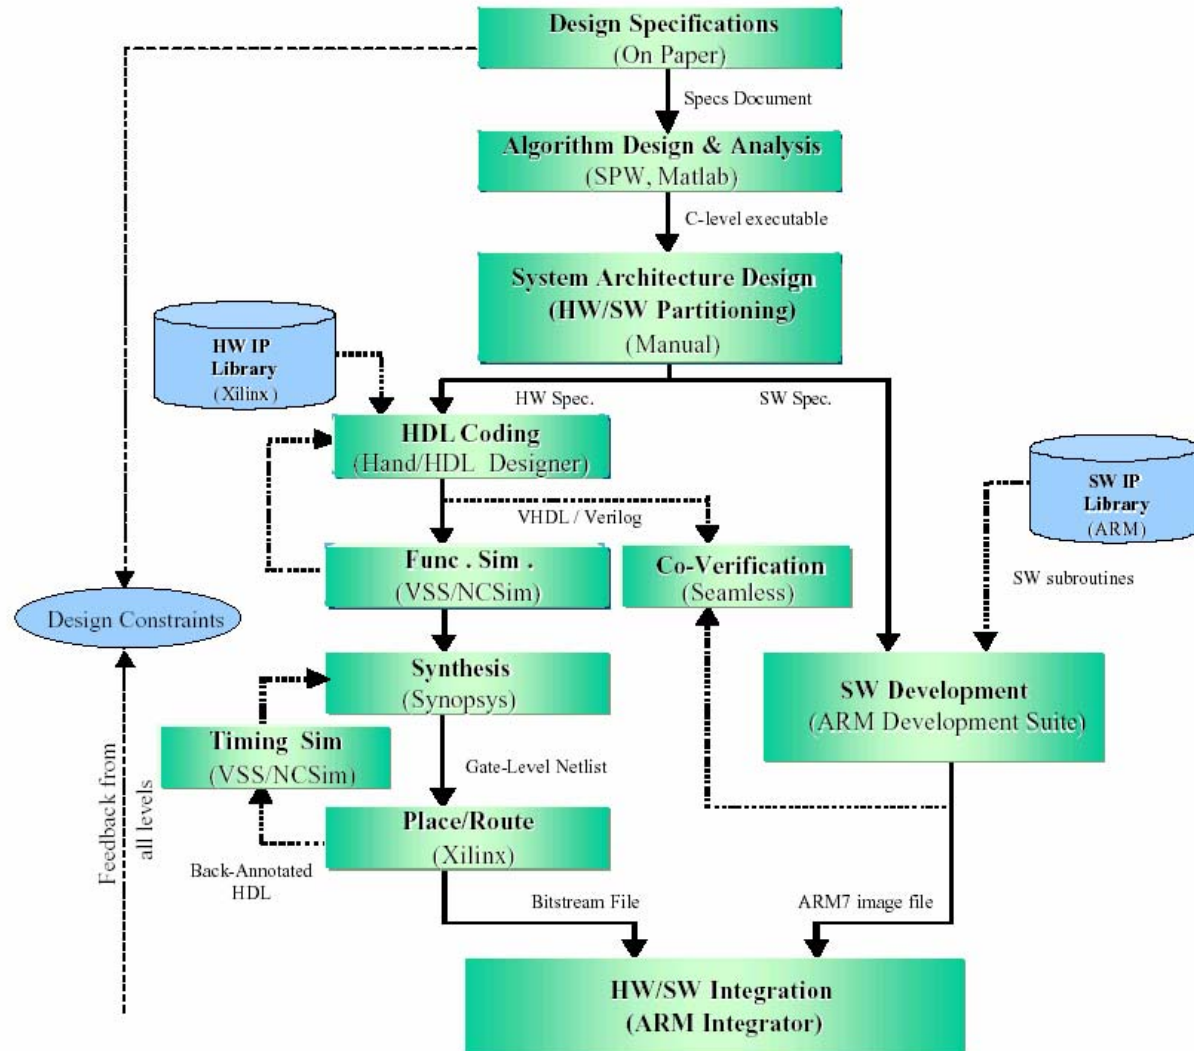 Design Specifications
(On Paper)
Specs Document
Algorithm Design & Analysis
(SPW, Matlab)
C-level executable
System Architecture Design
(HW/SW Partitioning)
(Manual)
HW IP
Library
(Xilinx)
HW Spec.
SW Spec.
HDL Coding
(Hand/HDL Designer)
SW IP
Library
(ARM)
VHDL / Verilog
Func . Sim .
(VSS/NCSim)
Co-Verification
(Seamless)
SW subroutines
Design Constraints
Synthesis
(Synopsys)
SW Development
(ARM Development Suite)
Timing Sim
(VSS/NCSim)
Gate-Level Netlist
Feedback from
all levels
Place/Route
(Xilinx)
Back-Annotated
HDL
Bitstream File
ARM7 image file
HW/SW Integration
(ARM Integrator)